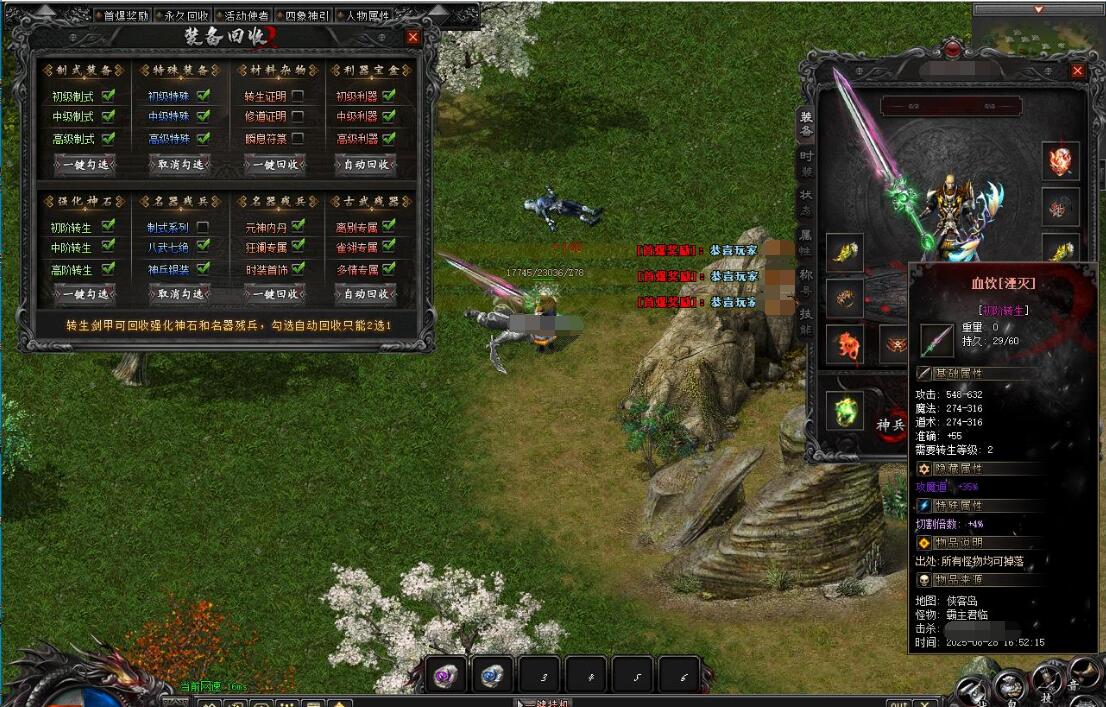 首爆奖励 永久回收 活动使者 四象神引 人物属性
装备回收
制式装备 特殊装备 材料杂物 利器宝盒
初级制式 初级特殊 转生证明 初级利器
中级制式 中级特殊 修道证明 中级利器
高级制式 高级特殊 瞬息符篆 高级利器
一键勾选 取消勾选 一键回收 自动回收
强化神石 名器残兵 名器残兵 古武残器
初阶转生 制式系列 元神内丹 离别专属
中阶转生 八武七绝 狂澜专属 雀翎专属
高阶转生 神兵银装 时装首饰 多情专属
一键勾选 取消勾选 一键回收 自动回收
转生剑甲可回收强化神石和名器残兵，勾选自动回收只能2选1
17745/23036/Z78
[首爆奖励]：恭喜玩家
[首爆奖励]：恭喜玩家
[首爆奖励]：恭喜玩家
装备
时装
状态
属性
称号
技能
神兵
血饮[湮灭]
[初阶转生]
重量：0
持久：29/60
基础属性
攻击：548-632
魔法：274-316
道术：274-316
准确：+55
需要转生等级：2
隐藏属性
攻魔道：+35%
特殊属性
切割倍数：+4%
物品说明
出处：所有怪物均可掉落
物品来源
地图：侠客岛
怪物：霸主君临
击杀：
时间：2025-06-28 16:52:15
3 4 5 6
当前网速：16ms